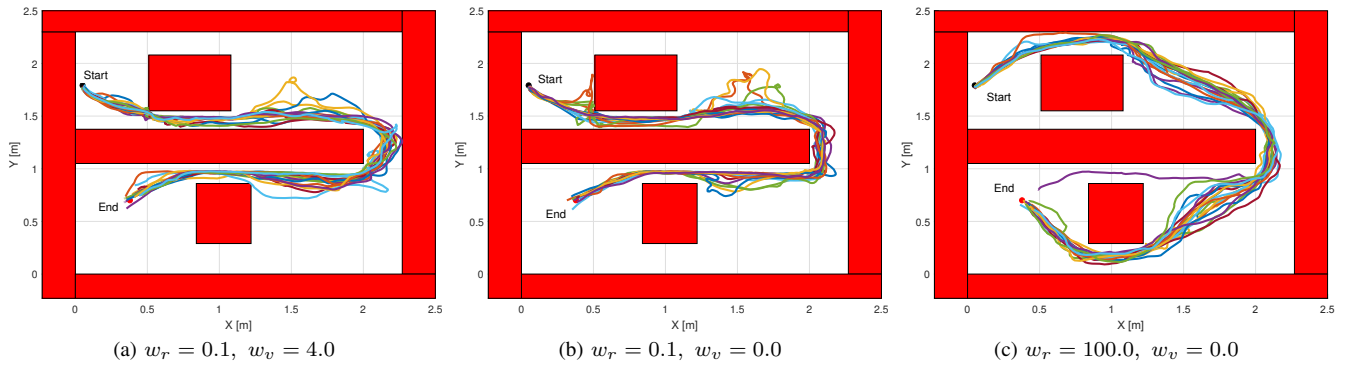 2.5
2
1.5
1
0.5
0
Y [m]
Start
End
0 0.5 1 1.5 2 2.5
X [m]
(a) w_r = 0.1, w_v = 4.0
2.5
2
1.5
1
0.5
0
Y [m]
Start
End
0 0.5 1 1.5 2 2.5
X [m]
(b) w_r = 0.1, w_v = 0.0
2.5
2
1.5
1
0.5
0
Y [m]
Start
End
0 0.5 1 1.5 2 2.5
X [m]
(c) w_r = 100.0, w_v = 0.0